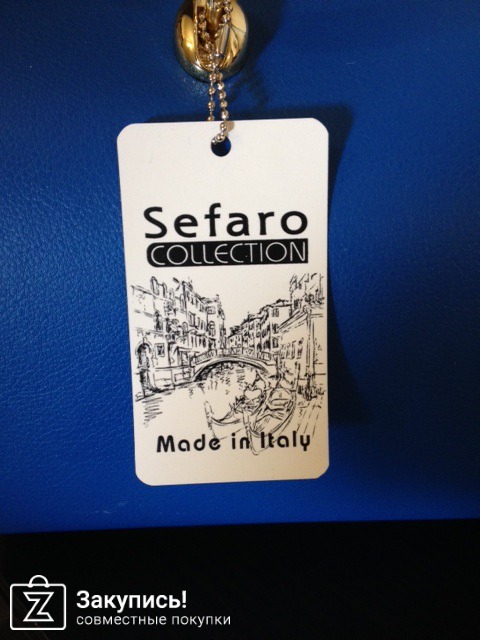 Sefaro
COLLECTION
Made in Italy
Закупись!
совместные покупки